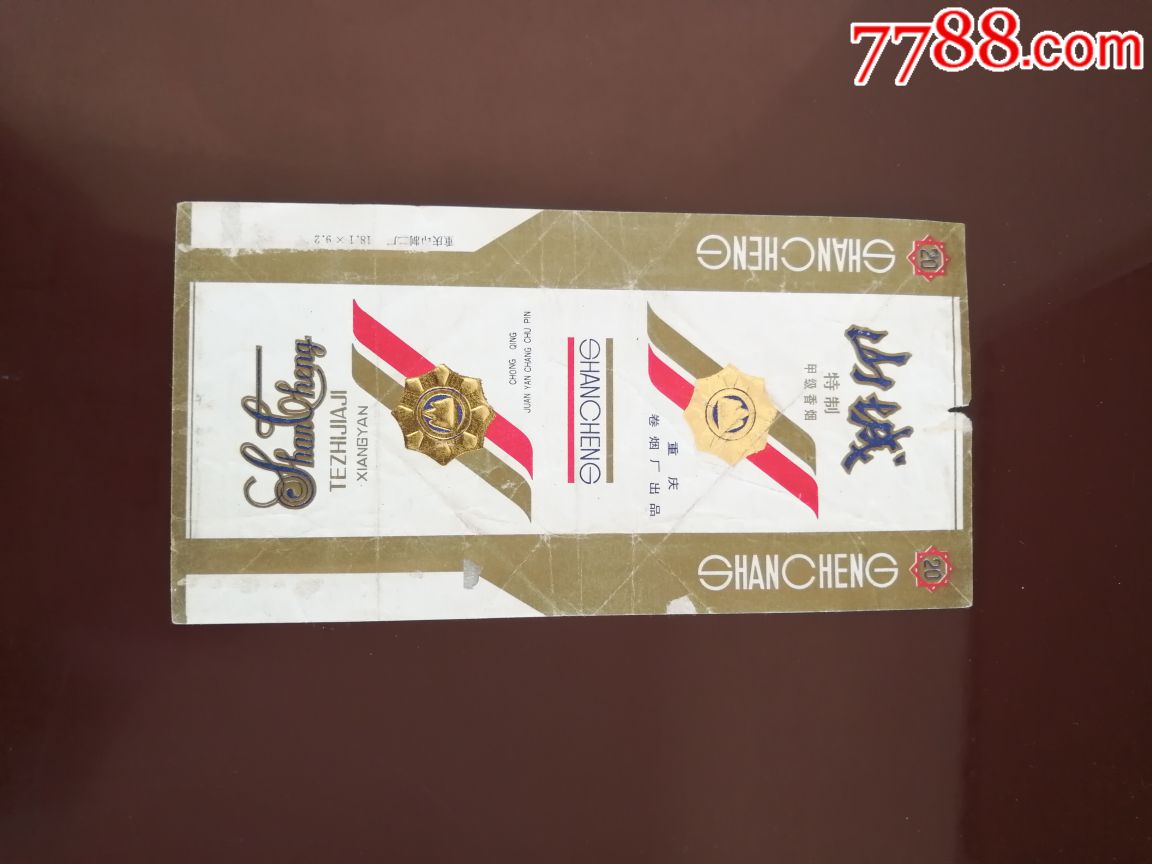 7788.com
重庆印制二厂 18.1×9.2
SHANCHENG
20
ShanCheng
TEZHIJIAJI
XIANGYAN
CHONG QING
JUAN YAN CHANG CHU PIN
SHANCHENG
山城
特制
甲级香烟
重庆
卷烟厂出品
SHANCHENG
20